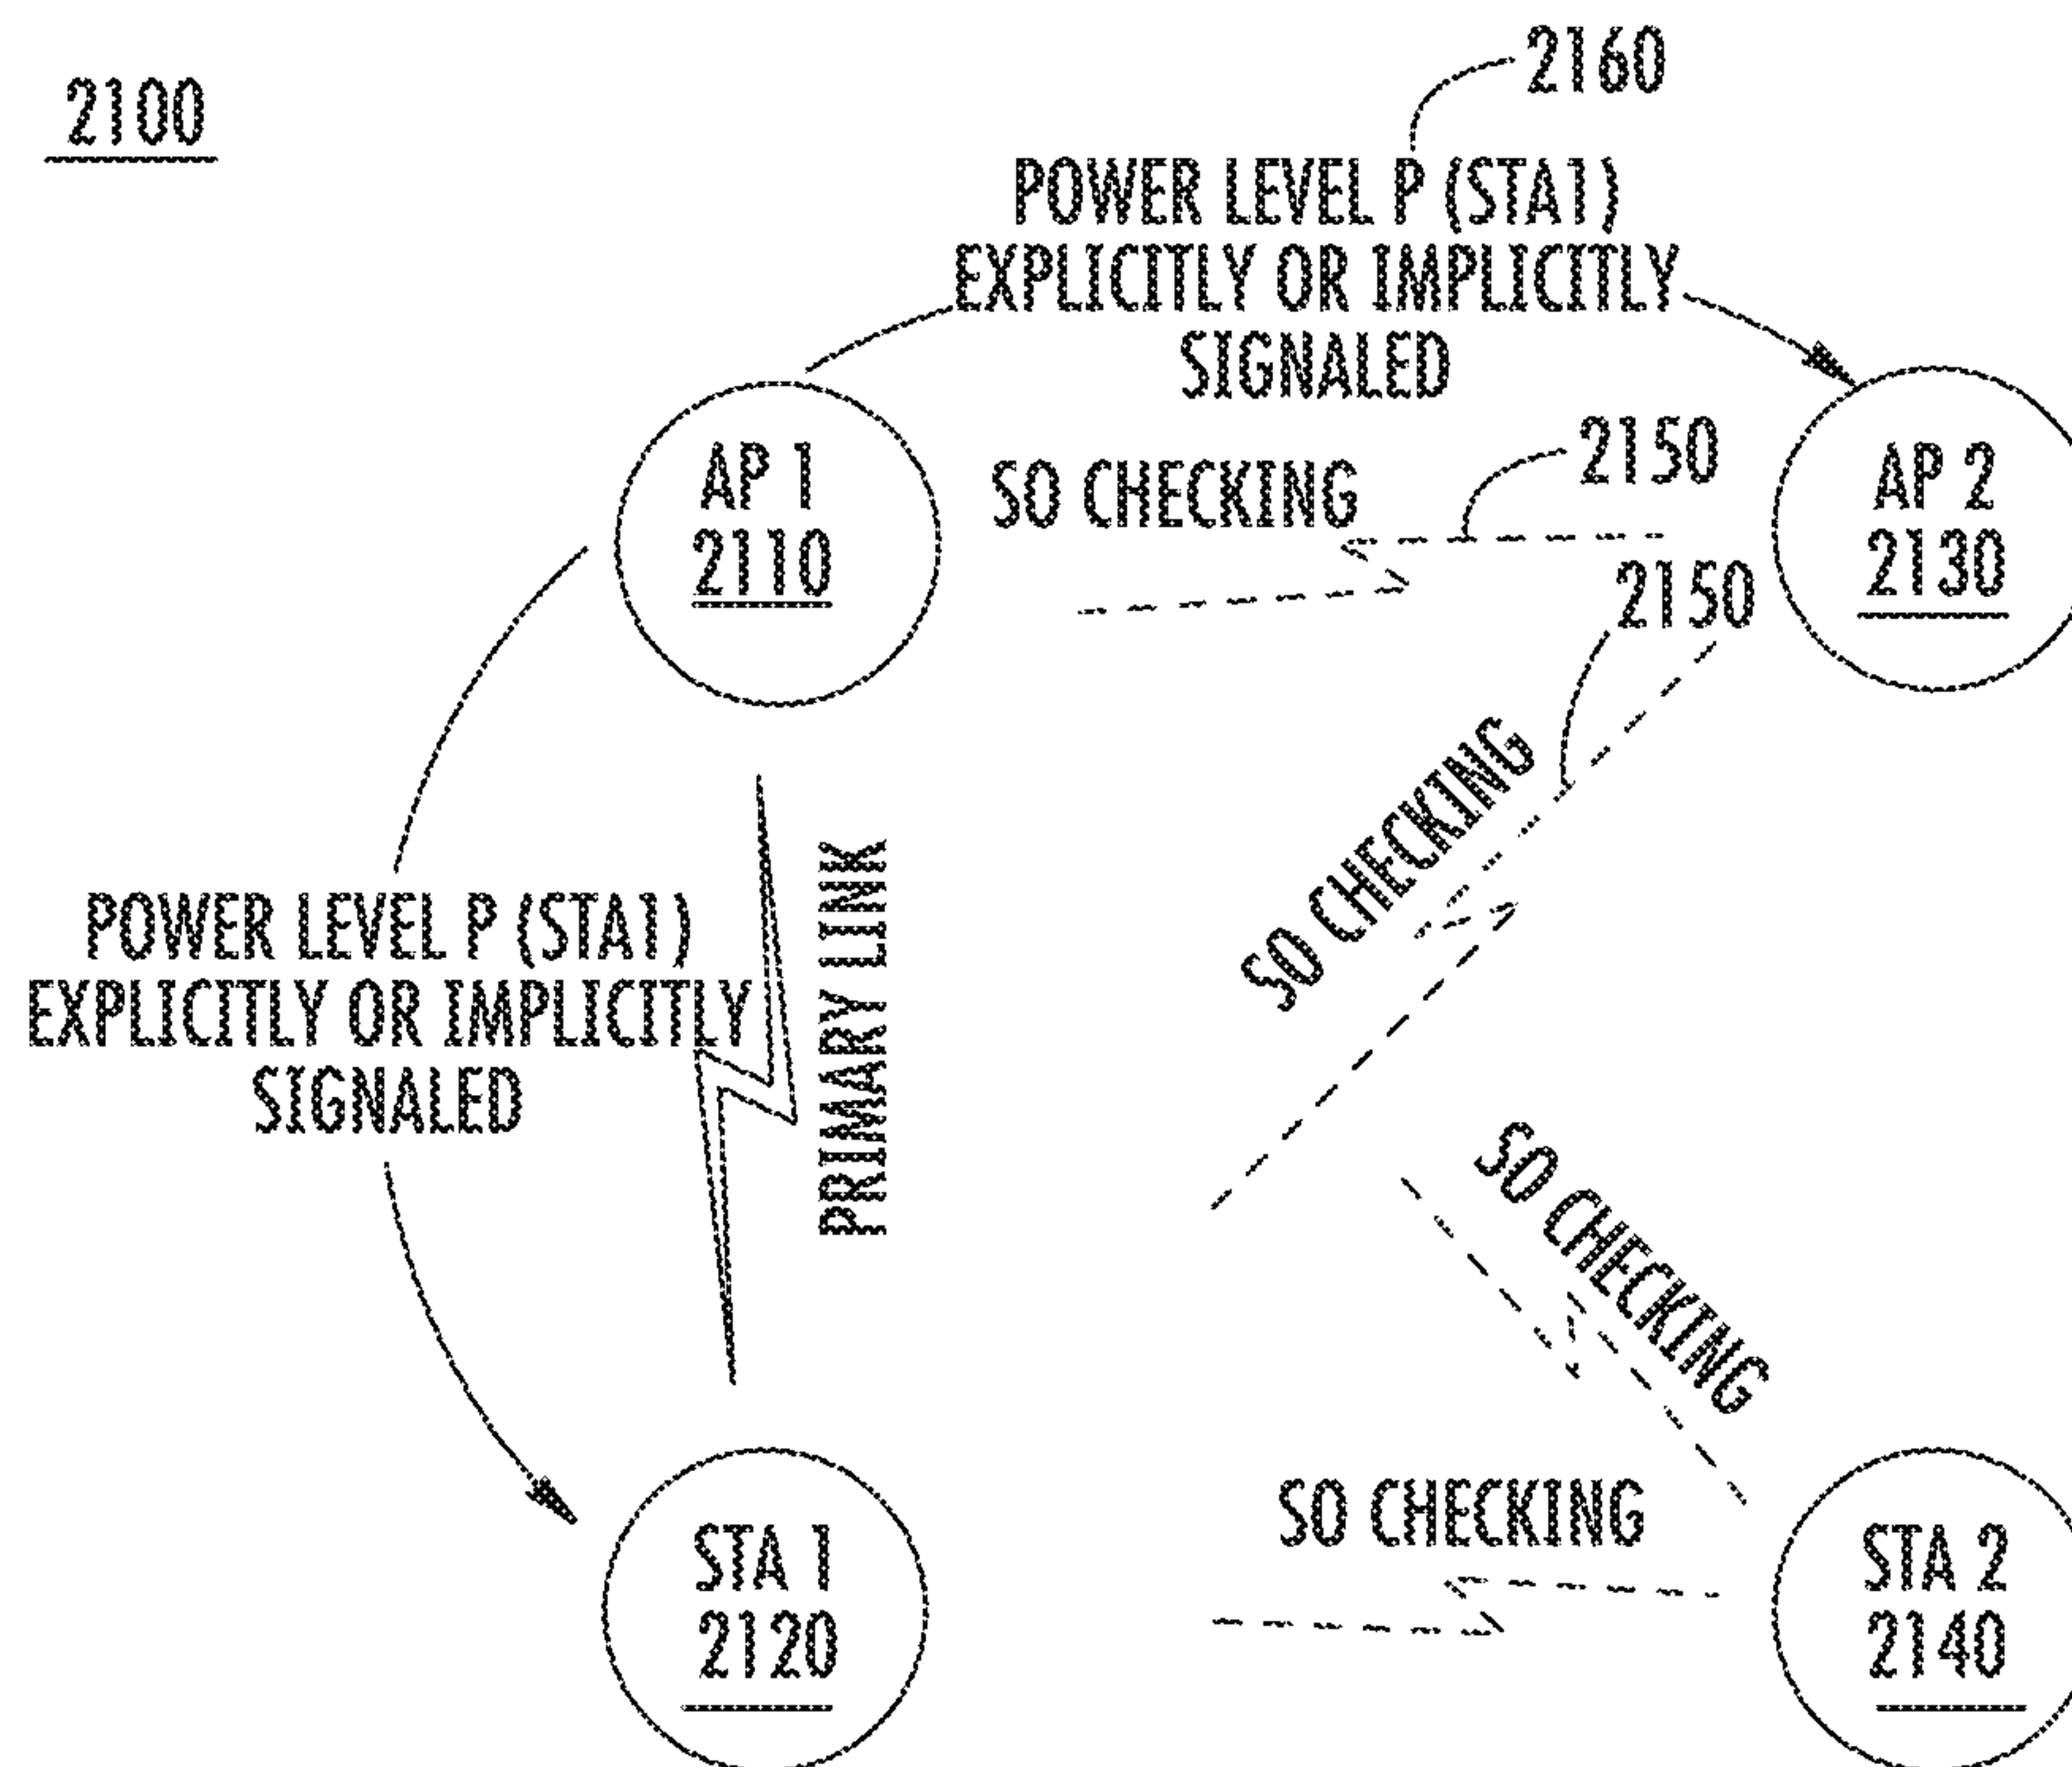 2100
2160
POWER LEVEL P (STA1)
EXPLICITLY OR IMPLICITLY
SIGNALED
AP 1
2110
SO CHECKING
2150
AP 2
2130
2150
SO CHECKING
PRIMARY LINK
POWER LEVEL P (STA1)
EXPLICITLY OR IMPLICITLY
SIGNALED
SO CHECKING
SO CHECKING
STA 1
2120
STA 2
2140